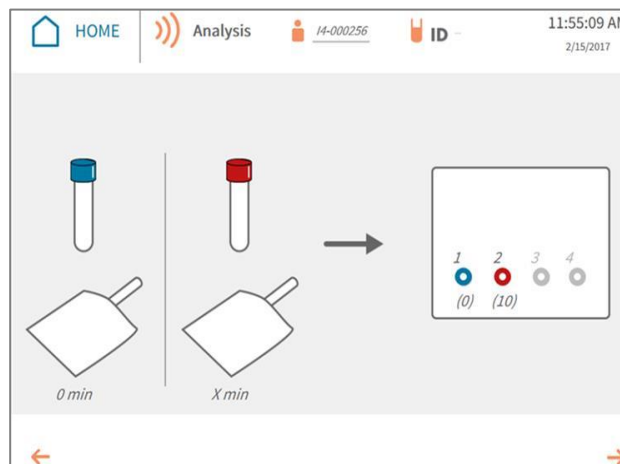 HOME Analysis I4-000256 ID 11:55:09 AM
2/15/2017
1 2 3 4
(0) (10)
0 min X min